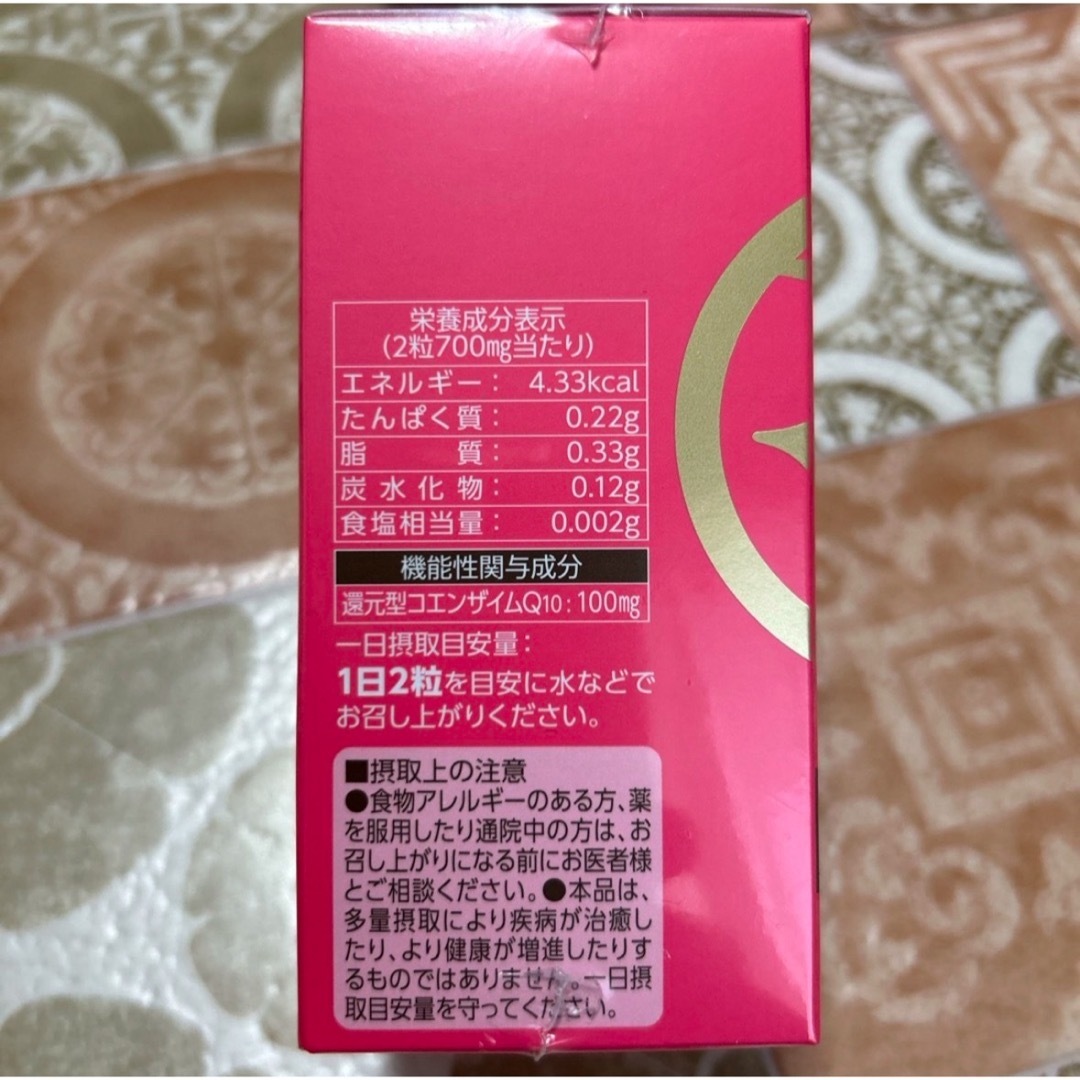 栄養成分表示
(2粒700㎎当たり)
エネルギー： 4.33kcal
たんぱく質： 0.22g
脂質： 0.33g
炭水化物： 0.12g
食塩相当量： 0.002g
機能性関与成分
還元型コエンザイムQ10：100㎎
一日摂取目安量：
1日2粒を目安に水などで
お召し上がりください。
■摂取上の注意
●食物アレルギーのある方、薬
を服用したり通院中の方は、お
召し上がりになる前にお医者様
とご相談ください。●本品は、
多量摂取により疾病が治癒し
たり、より健康が増進したりす
るものではありません。一日摂
取目安量を守ってください。